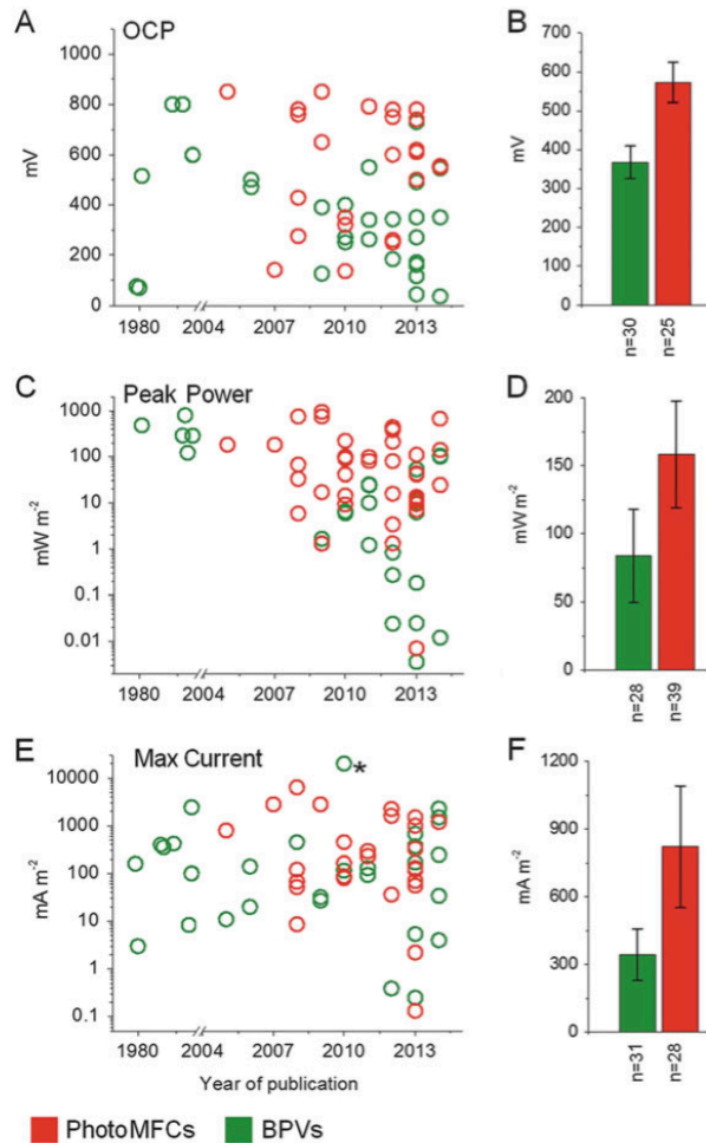 A
OCP
1000
800
600
400
200
0
mV
1980
2004
2007
2010
2013
B
700
600
500
400
300
200
100
0
mV
n=30
n=25
C
Peak Power
1000
100
10
1
0.1
0.01
mW m-2
1980
2004
2007
2010
2013
D
200
150
100
50
0
mW m-2
n=28
n=39
E
Max Current
*
10000
1000
100
10
1
0.1
mA m-2
1980
2004
2007
2010
2013
Year of publication
F
1200
900
600
300
0
mA m-2
n=31
n=28
PhotoMFCs
BPVs